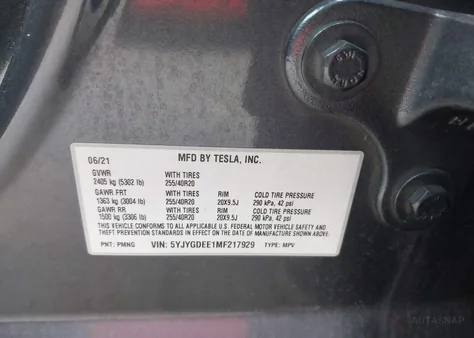 06/21 MFD BY TESLA, INC.
GVWR WITH TIRES
2405 kg (5302 lb) 255/40R20
GAWR FRT WITH TIRES RIM COLD TIRE PRESSURE
1363 kg (3004 lb) 255/40R20 20X9.5J 290 kPa, 42 psi
GAWR RR WITH TIRES RIM COLD TIRE PRESSURE
1500 kg (3306 lb) 255/40R20 20X9.5J 290 kPa, 42 psi
THIS VEHICLE CONFORMS TO ALL APPLICABLE U.S. FEDERAL MOTOR VEHICLE SAFETY AND
THEFT PREVENTION STANDARDS IN EFFECT ON THE DATE OF MANUFACTURE SHOWN ABOVE.
PNT: PMNG VIN: 5YJYGDEE1MF217929 TYPE: MPV
AUTASNAP